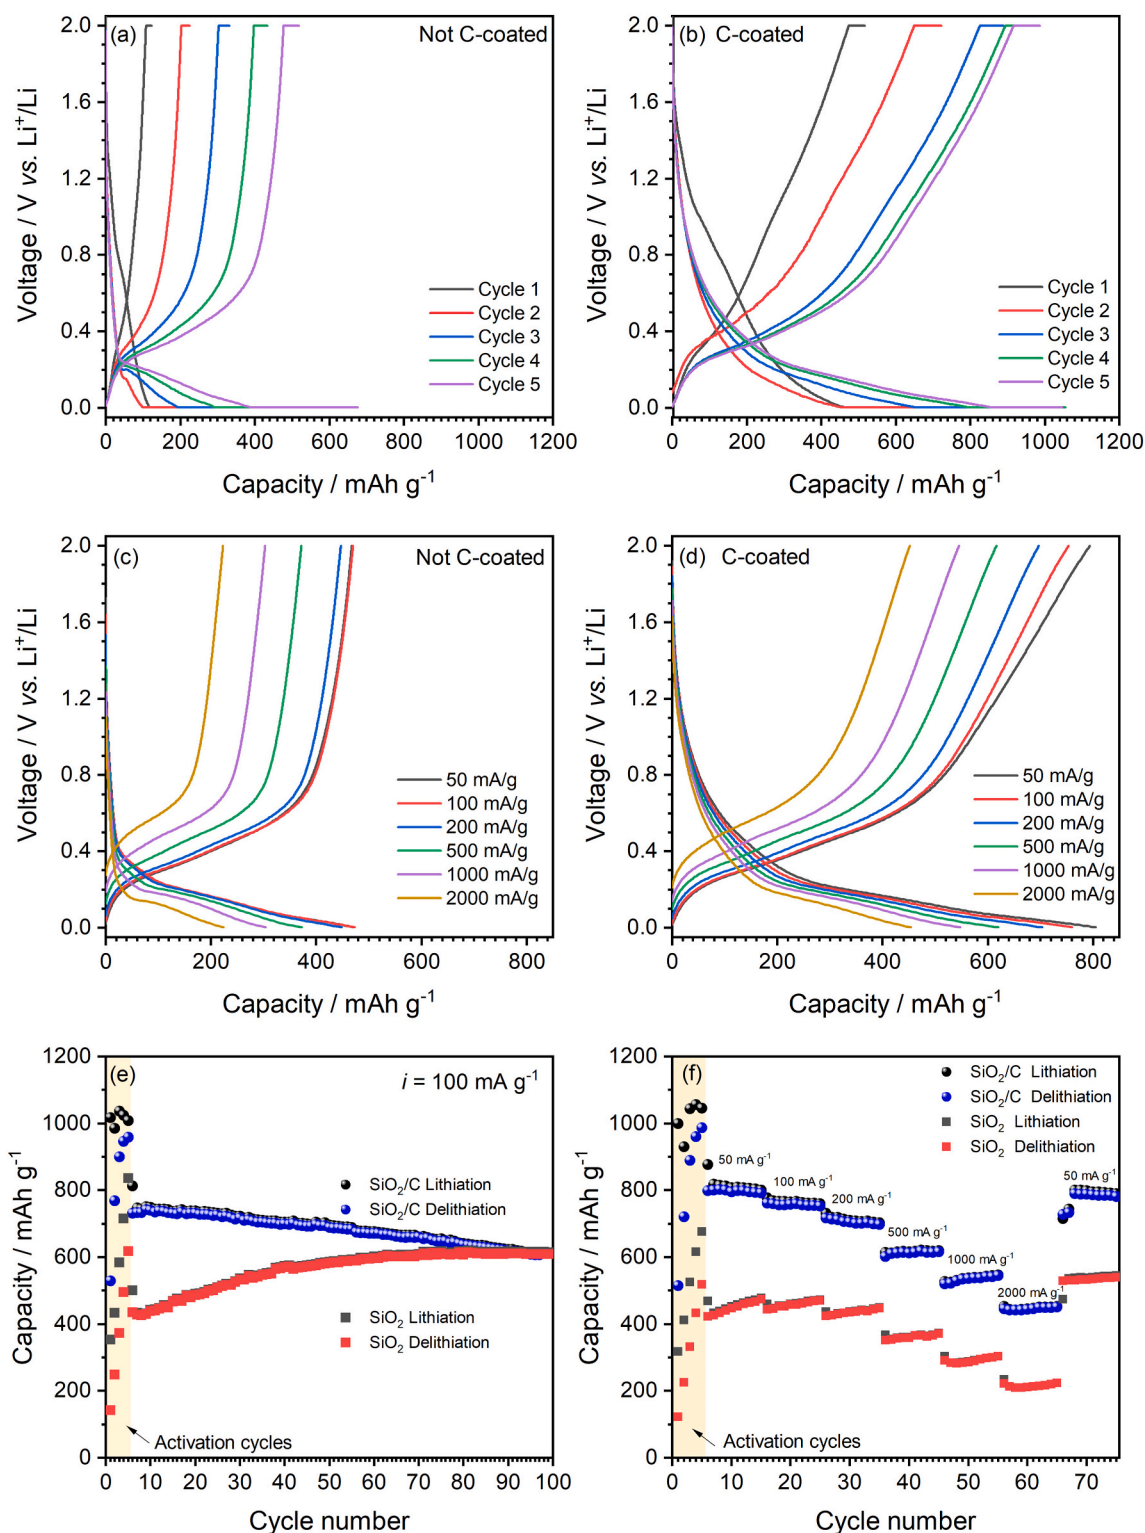 (a) Not C-coated
2.0
1.6
1.2
0.8
0.4
0.0
Voltage / V vs. Li⁺/Li
Cycle 1
Cycle 2
Cycle 3
Cycle 4
Cycle 5
0 200 400 600 800 1000 1200
Capacity / mAh g⁻¹
(b) C-coated
2.0
1.6
1.2
0.8
0.4
0.0
Voltage / V vs. Li⁺/Li
Cycle 1
Cycle 2
Cycle 3
Cycle 4
Cycle 5
0 200 400 600 800 1000 1200
Capacity / mAh g⁻¹
(c) Not C-coated
2.0
1.6
1.2
0.8
0.4
0.0
Voltage / V vs. Li⁺/Li
50 mA/g
100 mA/g
200 mA/g
500 mA/g
1000 mA/g
2000 mA/g
0 200 400 600 800
Capacity / mAh g⁻¹
(d) C-coated
2.0
1.6
1.2
0.8
0.4
0.0
Voltage / V vs. Li⁺/Li
50 mA/g
100 mA/g
200 mA/g
500 mA/g
1000 mA/g
2000 mA/g
0 200 400 600 800
Capacity / mAh g⁻¹
(e) i = 100 mA g⁻¹
1200
1000
800
600
400
200
0
Capacity / mAh g⁻¹
SiO₂/C Lithiation
SiO₂/C Delithiation
SiO₂ Lithiation
SiO₂ Delithiation
Activation cycles
0 10 20 30 40 50 60 70 80 90 100
Cycle number
(f)
1200
1000
800
600
400
200
0
Capacity / mAh g⁻¹
SiO₂/C Lithiation
SiO₂/C Delithiation
SiO₂ Lithiation
SiO₂ Delithiation
50 mA g⁻¹
100 mA g⁻¹
200 mA g⁻¹
500 mA g⁻¹
1000 mA g⁻¹
2000 mA g⁻¹
50 mA g⁻¹
Activation cycles
0 10 20 30 40 50 60 70
Cycle number